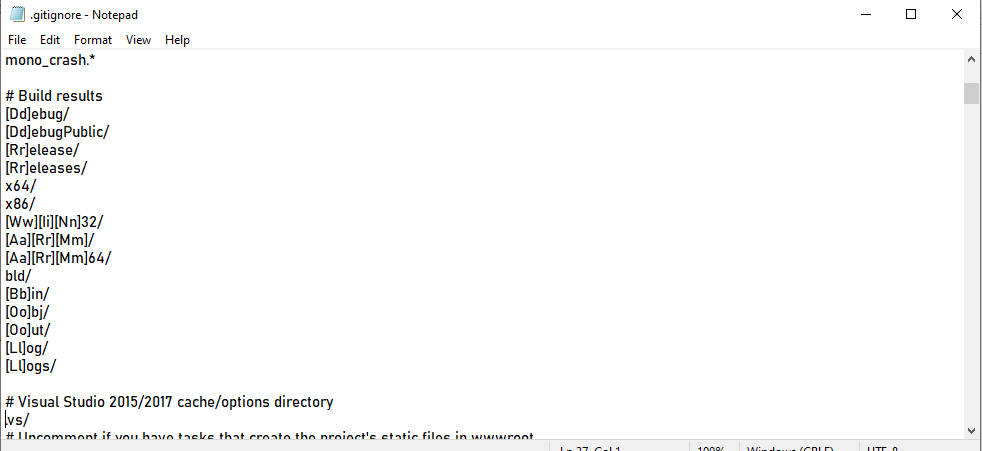 .gitignore - Notepad
File Edit Format View Help
mono_crash.*
# Build results
[Dd]ebug/
[Dd]ebugPublic/
[Rr]elease/
[Rr]eleases/
x64/
x86/
[Ww][Ii][Nn]32/
[Aa][Rr][Mm]/
[Aa][Rr][Mm]64/
bld/
[Bb]in/
[Oo]bj/
[Oo]ut/
[Ll]og/
[Ll]ogs/
# Visual Studio 2015/2017 cache/options directory
.vs/
# Uncomment if you have tasks that create the project's static files in wwwroot
Ln 37, Col 1 100% Windows (CRLF) UTF-8